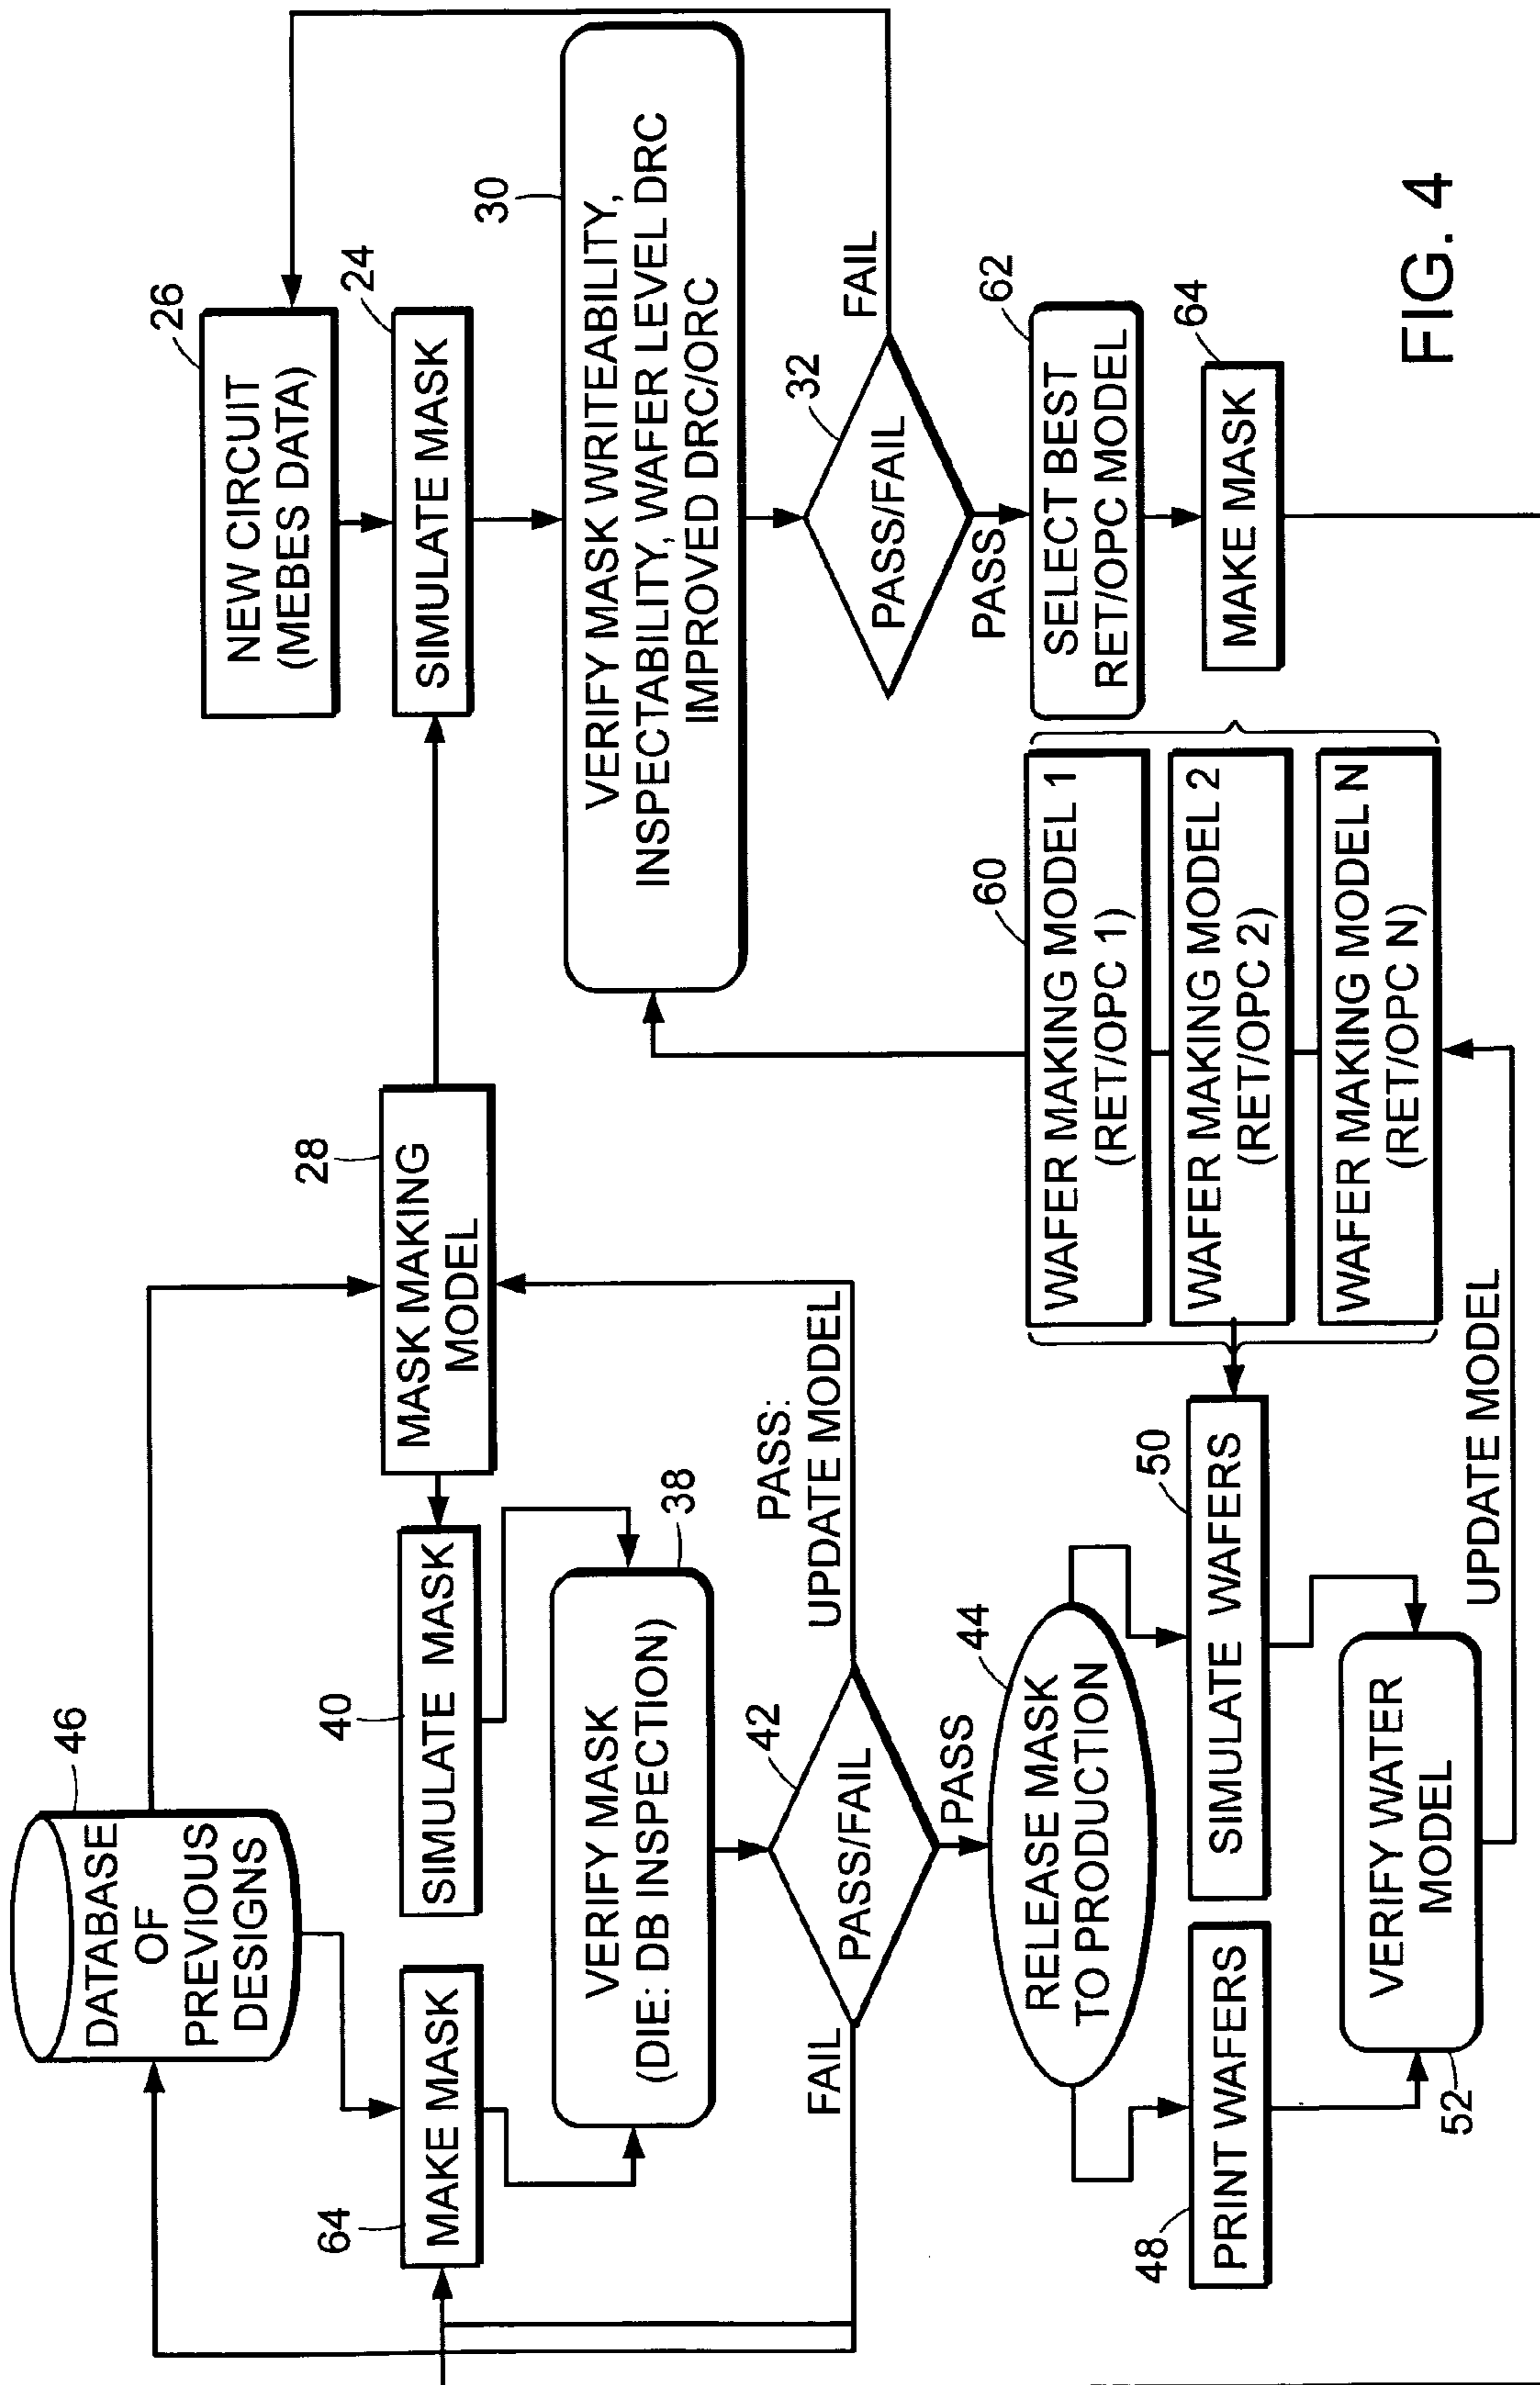 46
DATABASE
OF
PREVIOUS
DESIGNS
64
MAKE MASK
40
SIMULATE MASK
28
MASK MAKING
MODEL
26
NEW CIRCUIT
(MEBES DATA)
24
SIMULATE MASK
38
VERIFY MASK
(DIE: DB INSPECTION)
30
VERIFY MASK WRITEABILITY,
INSPECTABILITY, WAFER LEVEL DRC
IMPROVED DRC/ORC
42
PASS/FAIL
FAIL
PASS
PASS:
UPDATE MODEL
32
PASS/FAIL
FAIL
PASS
44
RELEASE MASK
TO PRODUCTION
60
WAFER MAKING MODEL 1
(RET/OPC 1)
WAFER MAKING MODEL 2
(RET/OPC 2)
WAFER MAKING MODEL N
(RET/OPC N)
62
SELECT BEST
RET/OPC MODEL
64
MAKE MASK
48
PRINT WAFERS
50
SIMULATE WAFERS
52
VERIFY WATER
MODEL
UPDATE MODEL
FIG. 4